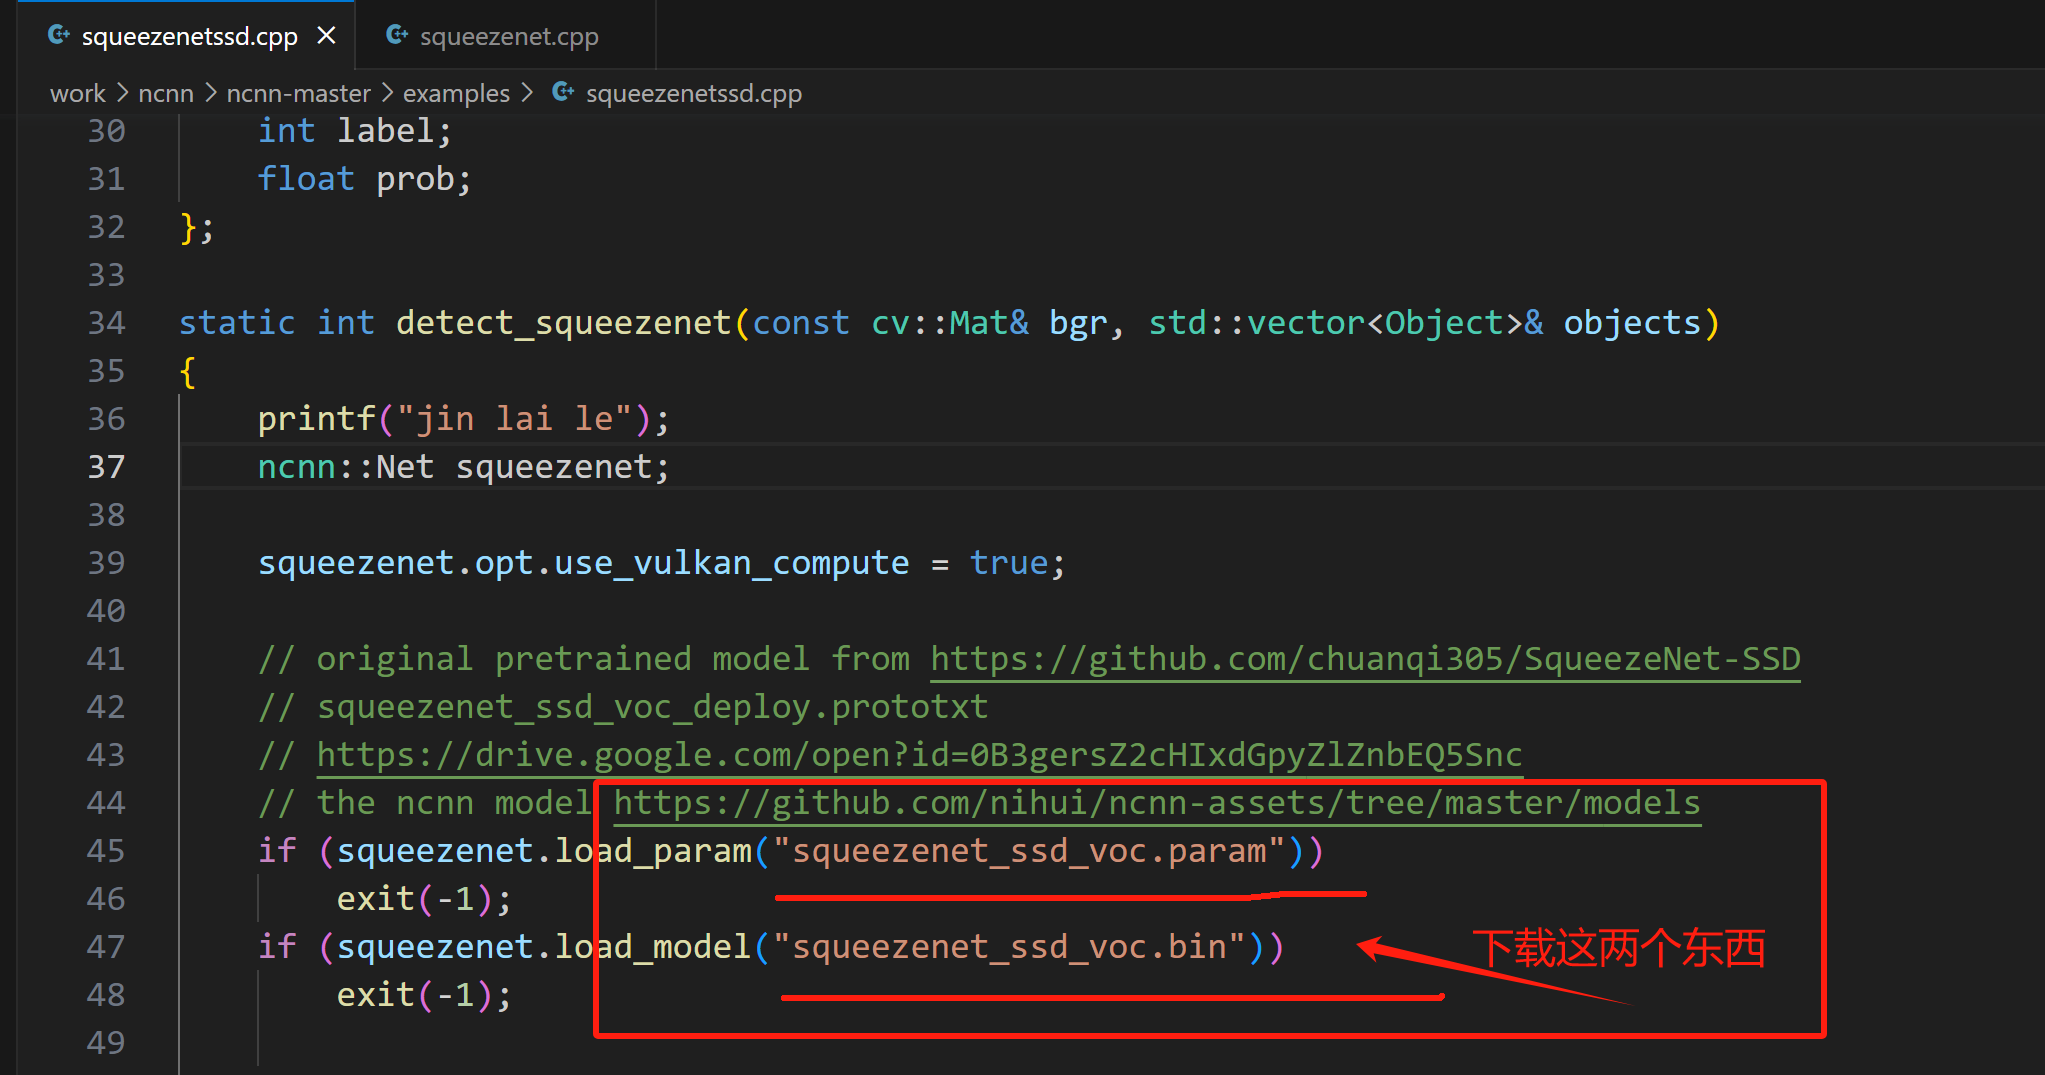 squeezenetssd.cpp
squeezenet.cpp
work > ncnn > ncnn-master > examples > squeezenetssd.cpp
30 int label;
31 float prob;
32 };
33
34 static int detect_squeezenet(const cv::Mat& bgr, std::vector<Object>& objects)
35 {
36 printf("jin lai le");
37 ncnn::Net squeezenet;
38
39 squeezenet.opt.use_vulkan_compute = true;
40
41 // original pretrained model from https://github.com/chuanqi305/SqueezeNet-SSD
42 // squeezenet_ssd_voc_deploy.prototxt
43 // https://drive.google.com/open?id=0B3gersZ2cHIxdGpyZlZnbEQ5Snc
44 // the ncnn model https://github.com/nihui/ncnn-assets/tree/master/models
45 if (squeezenet.load_param("squeezenet_ssd_voc.param"))
46 exit(-1);
47 if (squeezenet.load_model("squeezenet_ssd_voc.bin"))
下载这两个东西
48 exit(-1);
49